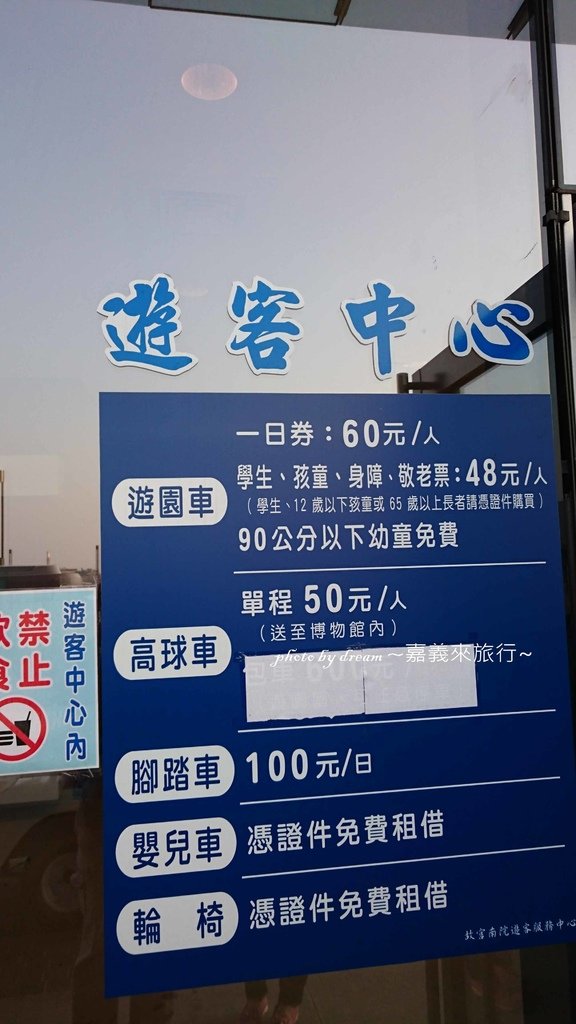 遊客中心
遊園車
一日券：60元/人
學生、孩童、身障、敬老票：48元/人
（學生、12 歲以下孩童或 65 歲以上長者請憑證件購買）
90公分以下幼童免費
高球車
單程 50元/人
（送至博物館內）
photo by dream ～嘉義來旅行~
腳踏車
100元/日
嬰兒車
憑證件免費租借
輪椅
憑證件免費租借
故宮南院遊客服務中心
遊客中心內
禁止
飲食